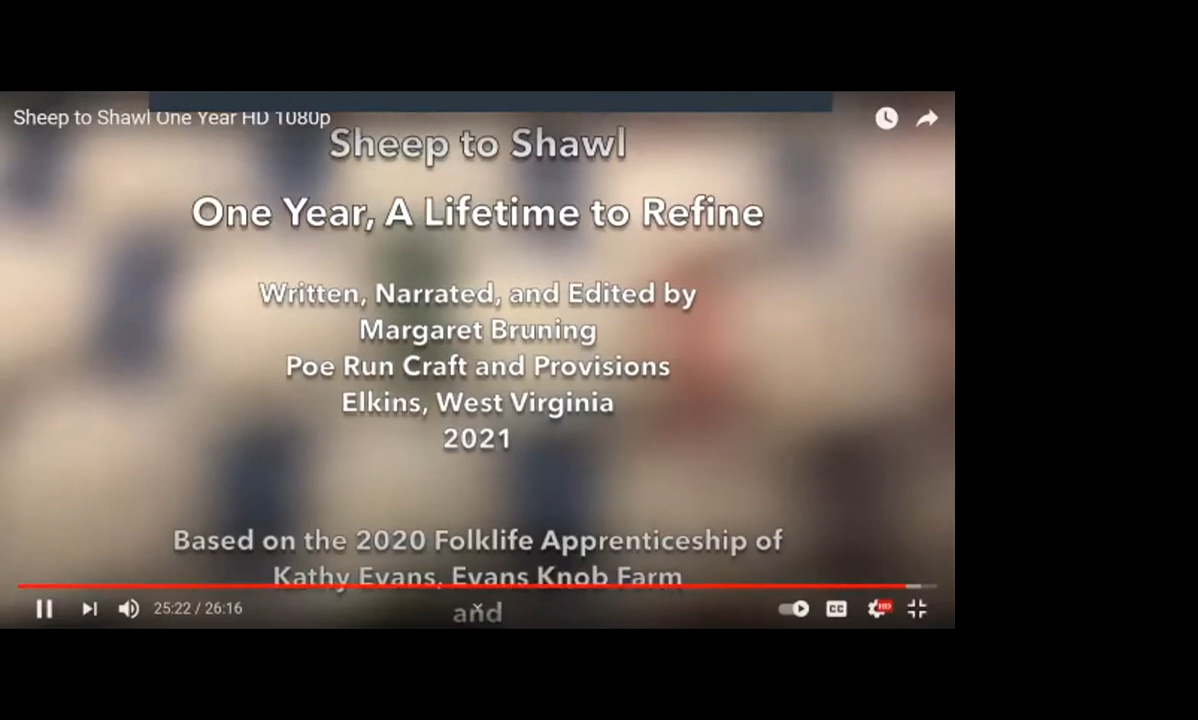 Sheep to Shawl One Year HD 1080p
Sheep to Shawl
One Year, A Lifetime to Refine
Written, Narrated, and Edited by
Margaret Bruning
Poe Run Craft and Provisions
Elkins, West Virginia
2021
Based on the 2020 Folklife Apprenticeship of
Kathy Evans, Evans Knob Farm
and
25:22 / 26:16
CC
HD